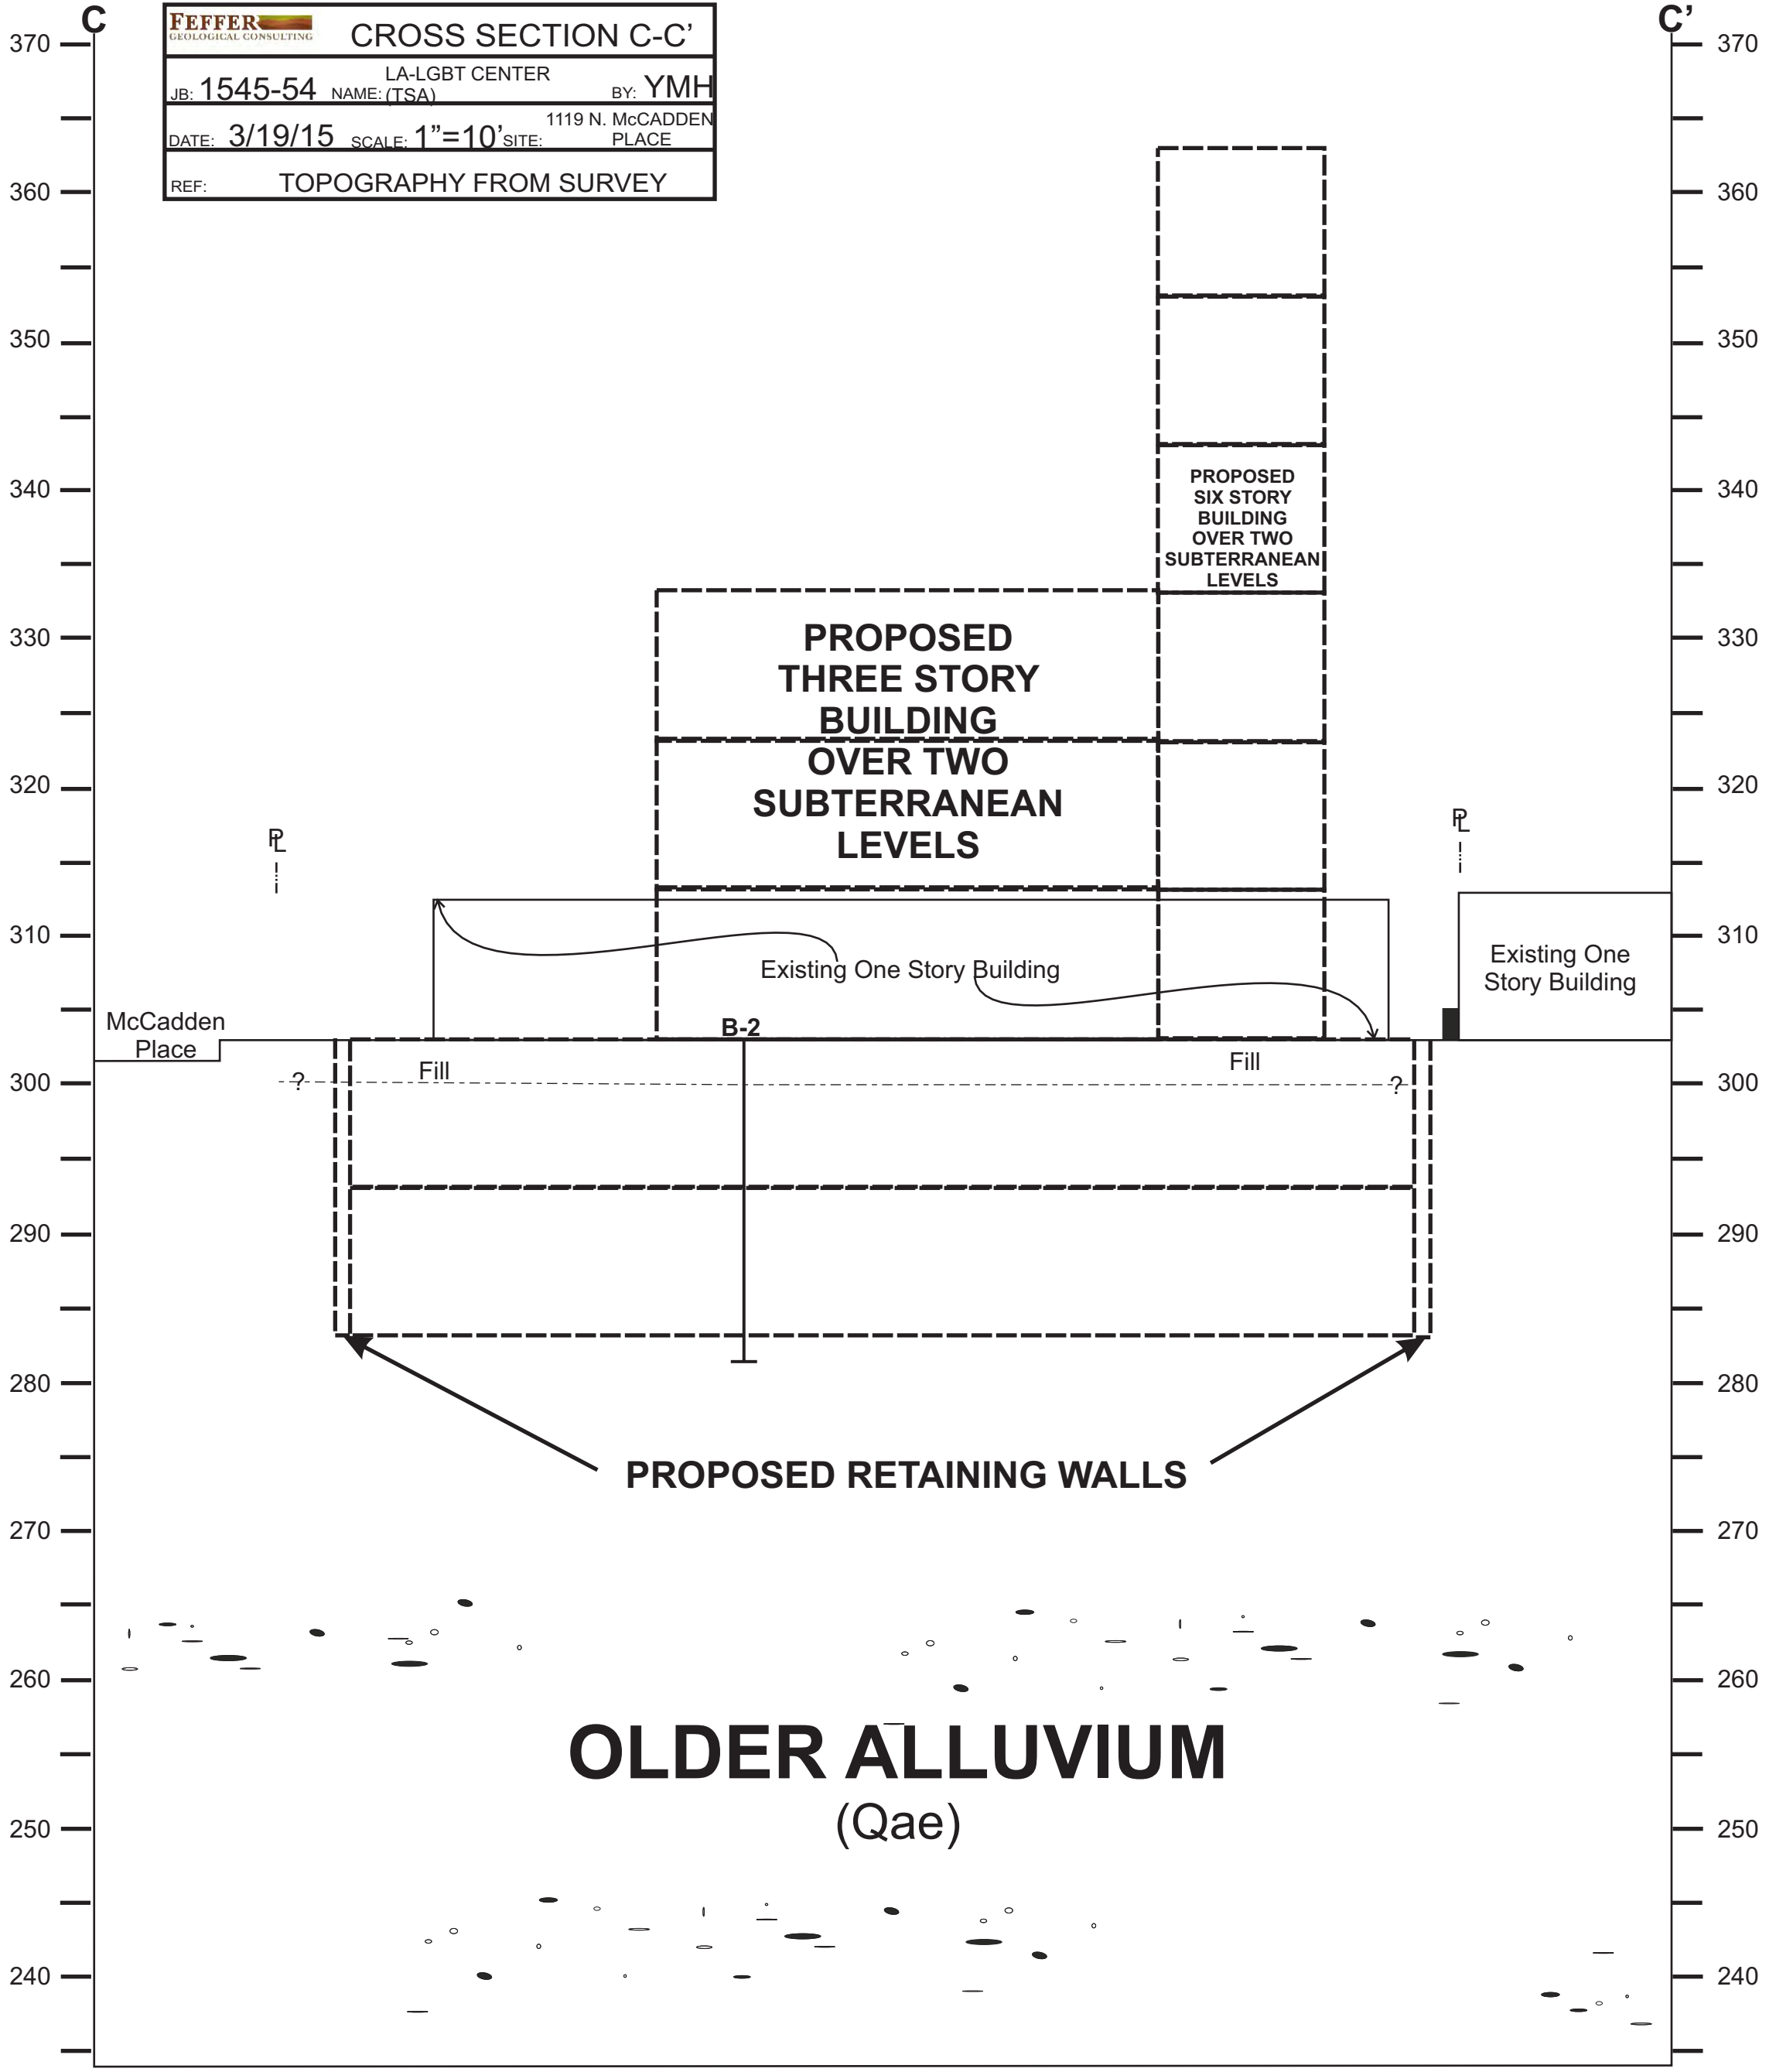 C
C’
FEFFER
GEOLOGICAL CONSULTING
CROSS SECTION C-C’
JB: 1545-54 NAME: LA-LGBT CENTER
(TSA)
BY: YMH
DATE: 3/19/15 SCALE: 1”=10’ SITE: 1119 N. McCADDEN
PLACE
REF: TOPOGRAPHY FROM SURVEY
370 370
360 360
350 350
340 340
PROPOSED
SIX STORY
BUILDING
OVER TWO
SUBTERRANEAN
LEVELS
330 330
PROPOSED
THREE STORY
BUILDING
OVER TWO
SUBTERRANEAN
LEVELS
320 320
PL
PL
310 310
Existing One Story Building
Existing One
Story Building
McCadden
Place
B-2
Fill
Fill
300 300
?
?
290 290
280 280
PROPOSED RETAINING WALLS
270 270
260 260
OLDER ALLUVIUM
(Qae)
250 250
240 240